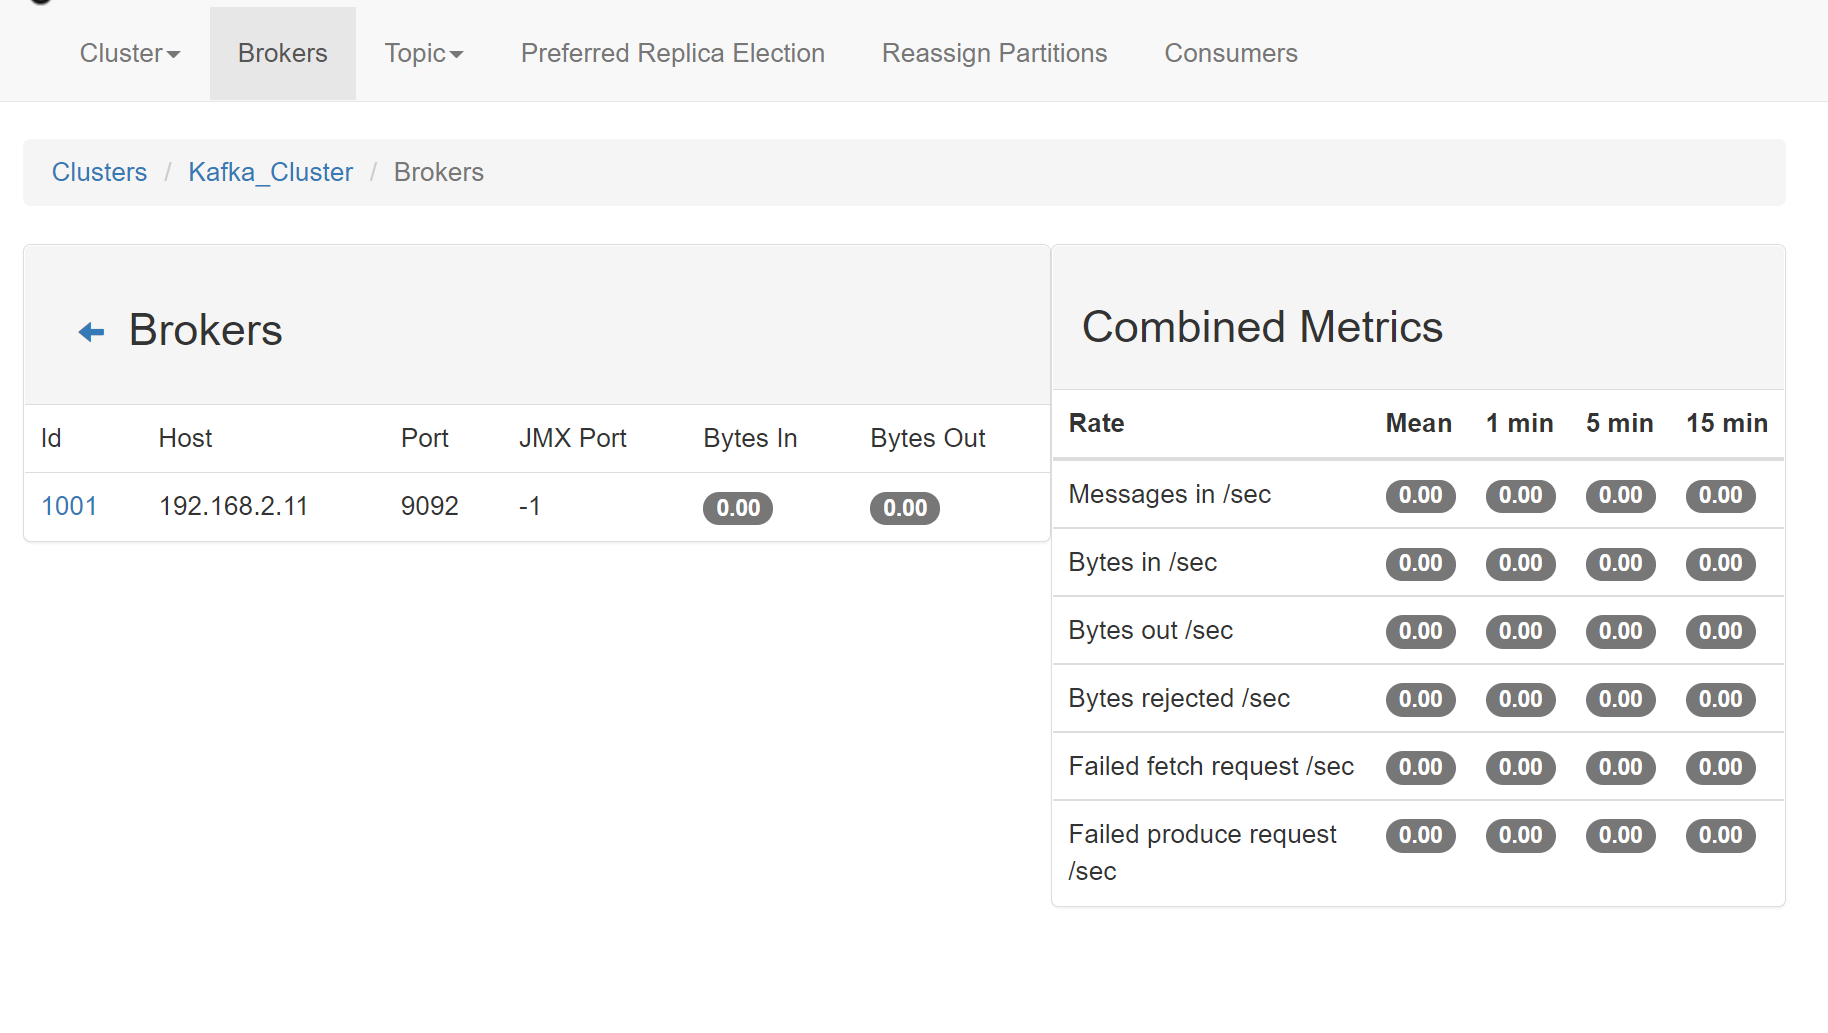 Cluster Brokers Topic Preferred Replica Election Reassign Partitions Consumers
Clusters / Kafka_Cluster / Brokers
Brokers
Id Host Port JMX Port Bytes In Bytes Out
1001 192.168.2.11 9092 -1 0.00 0.00
Combined Metrics
Rate Mean 1 min 5 min 15 min
Messages in /sec 0.00 0.00 0.00 0.00
Bytes in /sec 0.00 0.00 0.00 0.00
Bytes out /sec 0.00 0.00 0.00 0.00
Bytes rejected /sec 0.00 0.00 0.00 0.00
Failed fetch request /sec 0.00 0.00 0.00 0.00
Failed produce request 0.00 0.00 0.00 0.00
/sec